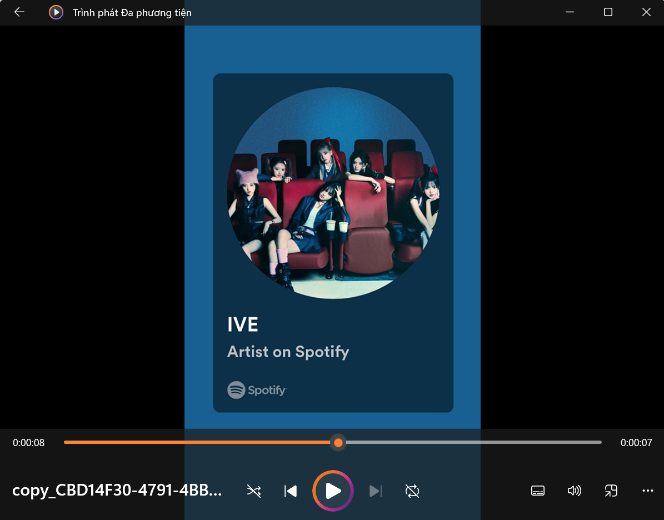 Trình phát Đa phương tiện
IVE
Artist on Spotify
Spotify
0:00:08
0:00:07
copy_CBD14F30-4791-4BB...